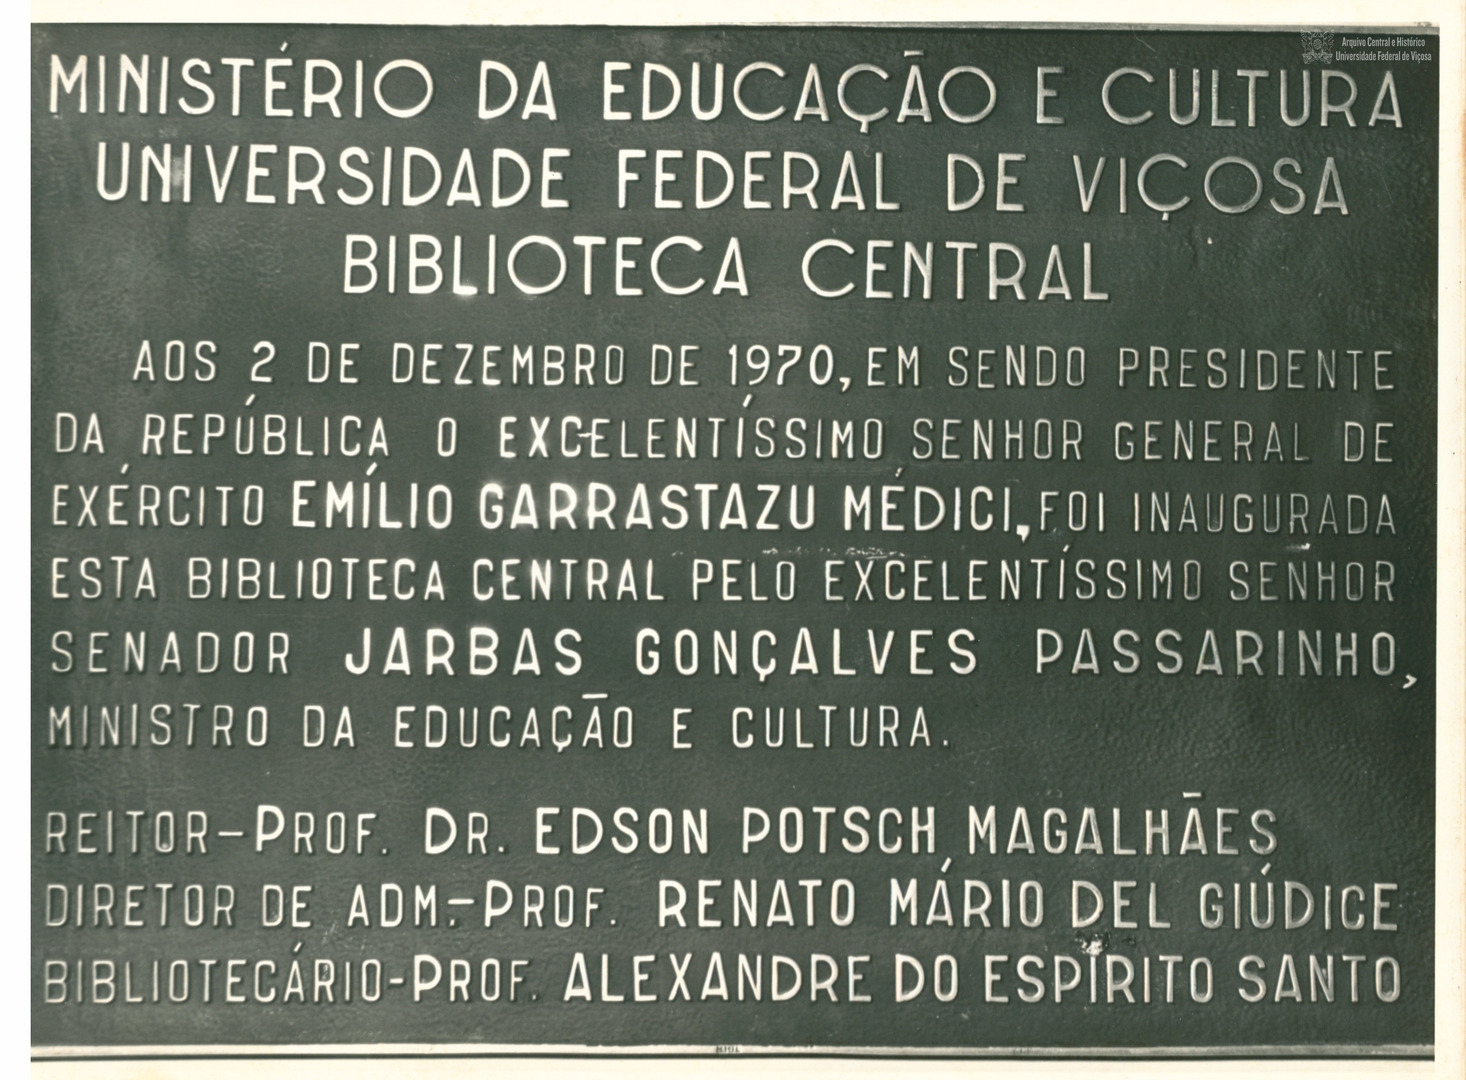 Arquivo Central e Histórico
Universidade Federal de Viçosa
MINISTÉRIO DA EDUCAÇÃO E CULTURA
UNIVERSIDADE FEDERAL DE VIÇOSA
BIBLIOTECA CENTRAL
AOS 2 DE DEZEMBRO DE 1970, EM SENDO PRESIDENTE
DA REPÚBLICA O EXCELENTÍSSIMO SENHOR GENERAL DE
EXÉRCITO EMÍLIO GARRASTAZU MÉDICI, FOI INAUGURADA
ESTA BIBLIOTECA CENTRAL PELO EXCELENTÍSSIMO SENHOR
SENADOR JARBAS GONÇALVES PASSARINHO,
MINISTRO DA EDUCAÇÃO E CULTURA.
REITOR-PROF. DR. EDSON POTSCH MAGALHÃES
DIRETOR DE ADM.-PROF. RENATO MÁRIO DEL GIÚDICE
BIBLIOTECÁRIO-PROF. ALEXANDRE DO ESPÍRITO SANTO